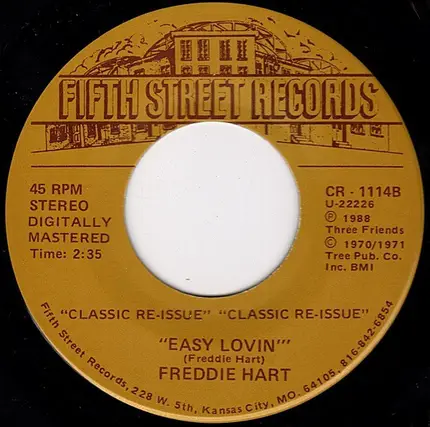 FIFTH STREET RECORDS
45 RPM
STEREO
DIGITALLY
MASTERED
Time: 2:35
CR - 1114B
U-22226
Ⓟ 1988
Three Friends
© 1970/1971
Tree Pub. Co.
Inc. BMI
"CLASSIC RE-ISSUE" "CLASSIC RE-ISSUE"
"EASY LOVIN'"
(Freddie Hart)
FREDDIE HART
Fifth Street Records, 228 W. 5th, Kansas City, MO. 64105, 816-842-6854